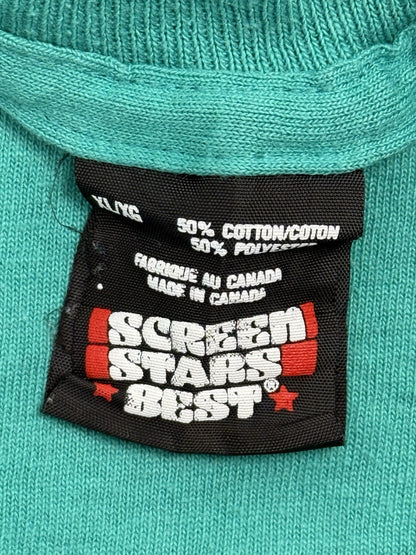 XL/XG
50% COTTON/COTON
50% POLYESTER
FABRIQUE AU CANADA
MADE IN CANADA
SCREEN
STARS
BEST®